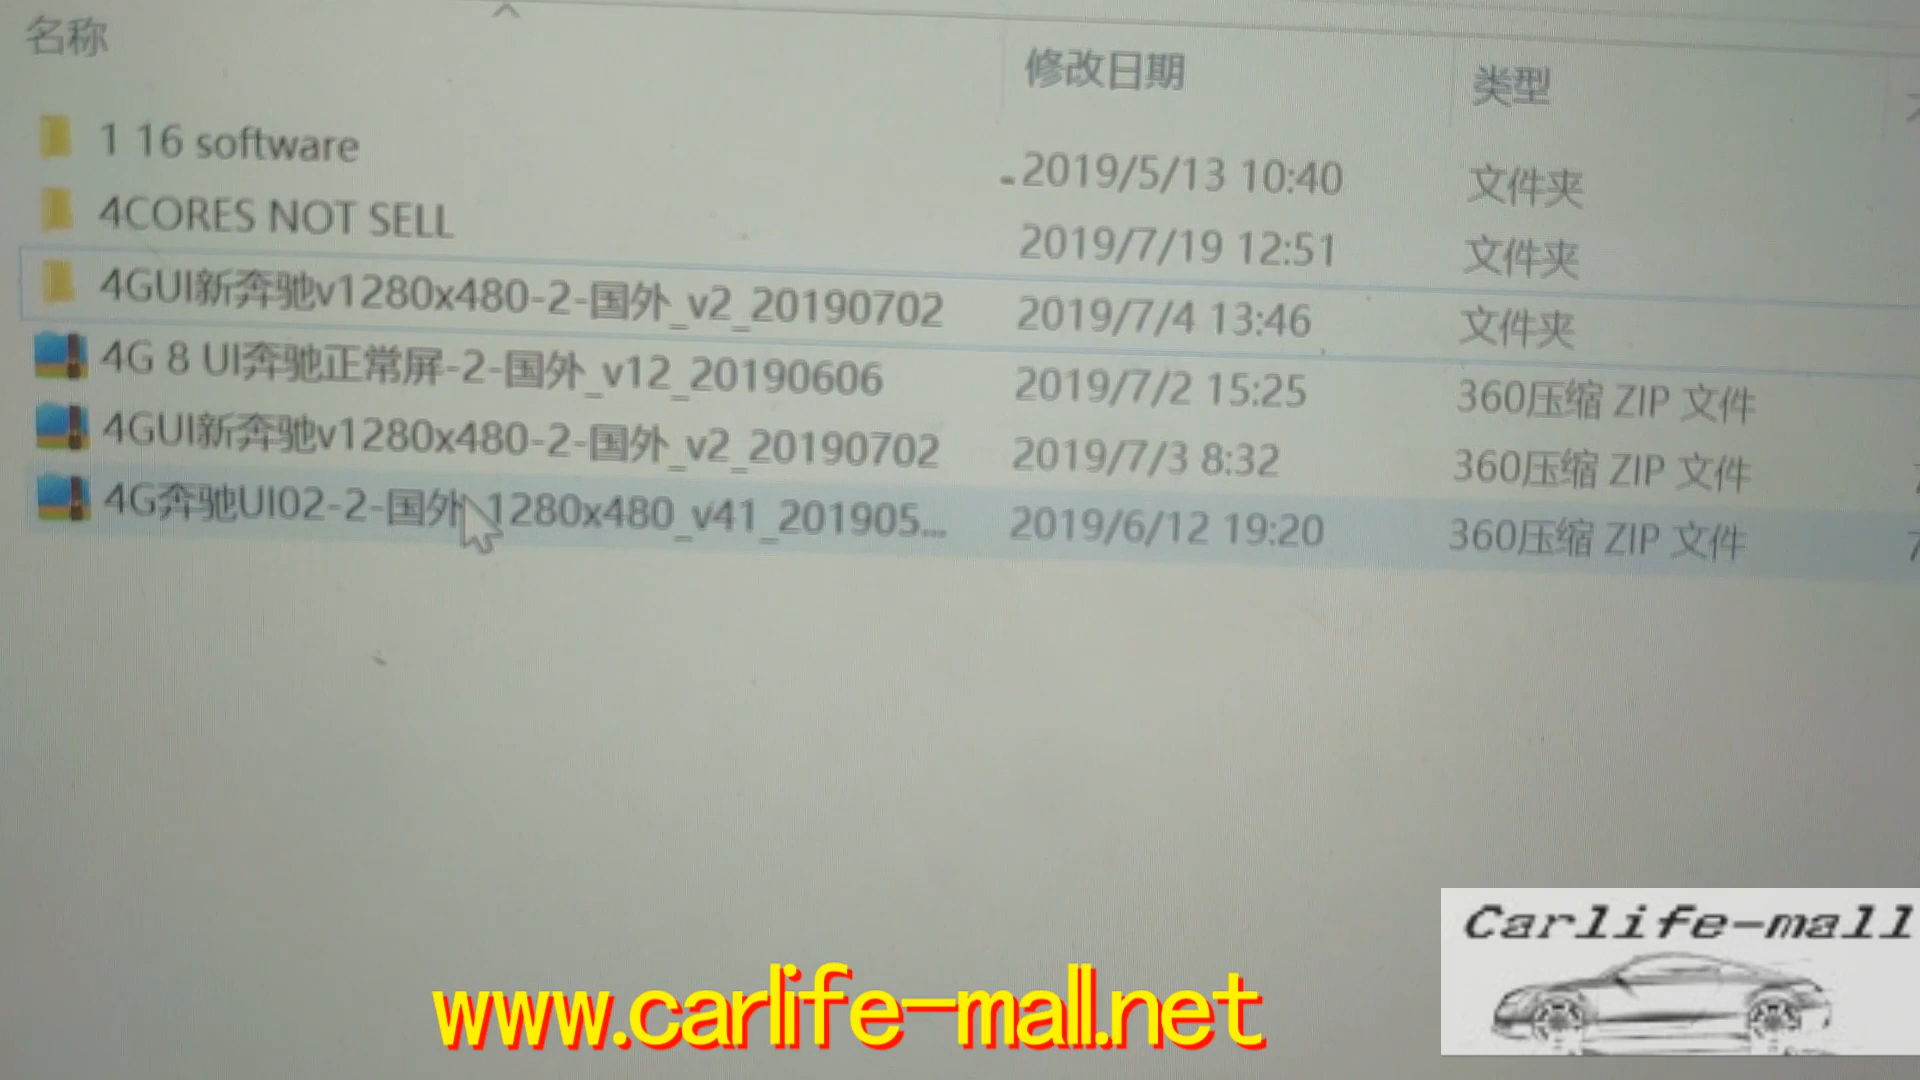 名称 修改日期 类型
1 16 software 2019/5/13 10:40 文件夹
4CORES NOT SELL 2019/7/19 12:51 文件夹
4GUI新奔驰v1280x480-2-国外_v2_20190702 2019/7/4 13:46 文件夹
4G 8 UI奔驰正常屏-2-国外_v12_20190606 2019/7/2 15:25 360压缩 ZIP 文件
4GUI新奔驰v1280x480-2-国外_v2_20190702 2019/7/3 8:32 360压缩 ZIP 文件
4G奔驰UI02-2-国外_1280x480_v41_201905... 2019/6/12 19:20 360压缩 ZIP 文件
Carlife-mall
www.carlife-mall.net